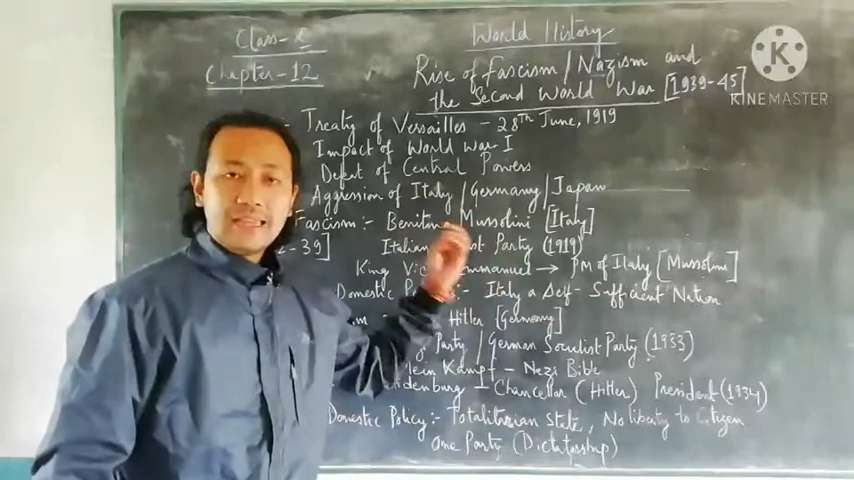 Class - X
World History
K
KINEMASTER
Chapter - 12
Rise of Fascism / Nazism and
the Second World War [1939-45]
:- Treaty of Versailles - 28th June, 1919
Impact of World War I
Defeat of Central Powers
Aggression of Italy / Germany / Japan
Fascism :- Mussolini [Italy]
- 39] Italian Party (1919)
King → PM of Italy [Mussolini]
Domestic :- Italy a Self-Sufficient Nation
:- Hitler [Germany]
Party / German Socialist Party (1933)
Kampf - Nazi Bible
- Chancellor (Hitler) President (1934)
Domestic Policy :- Totalitarian State, No liberty to Citizen
One Party (Dictatorship)